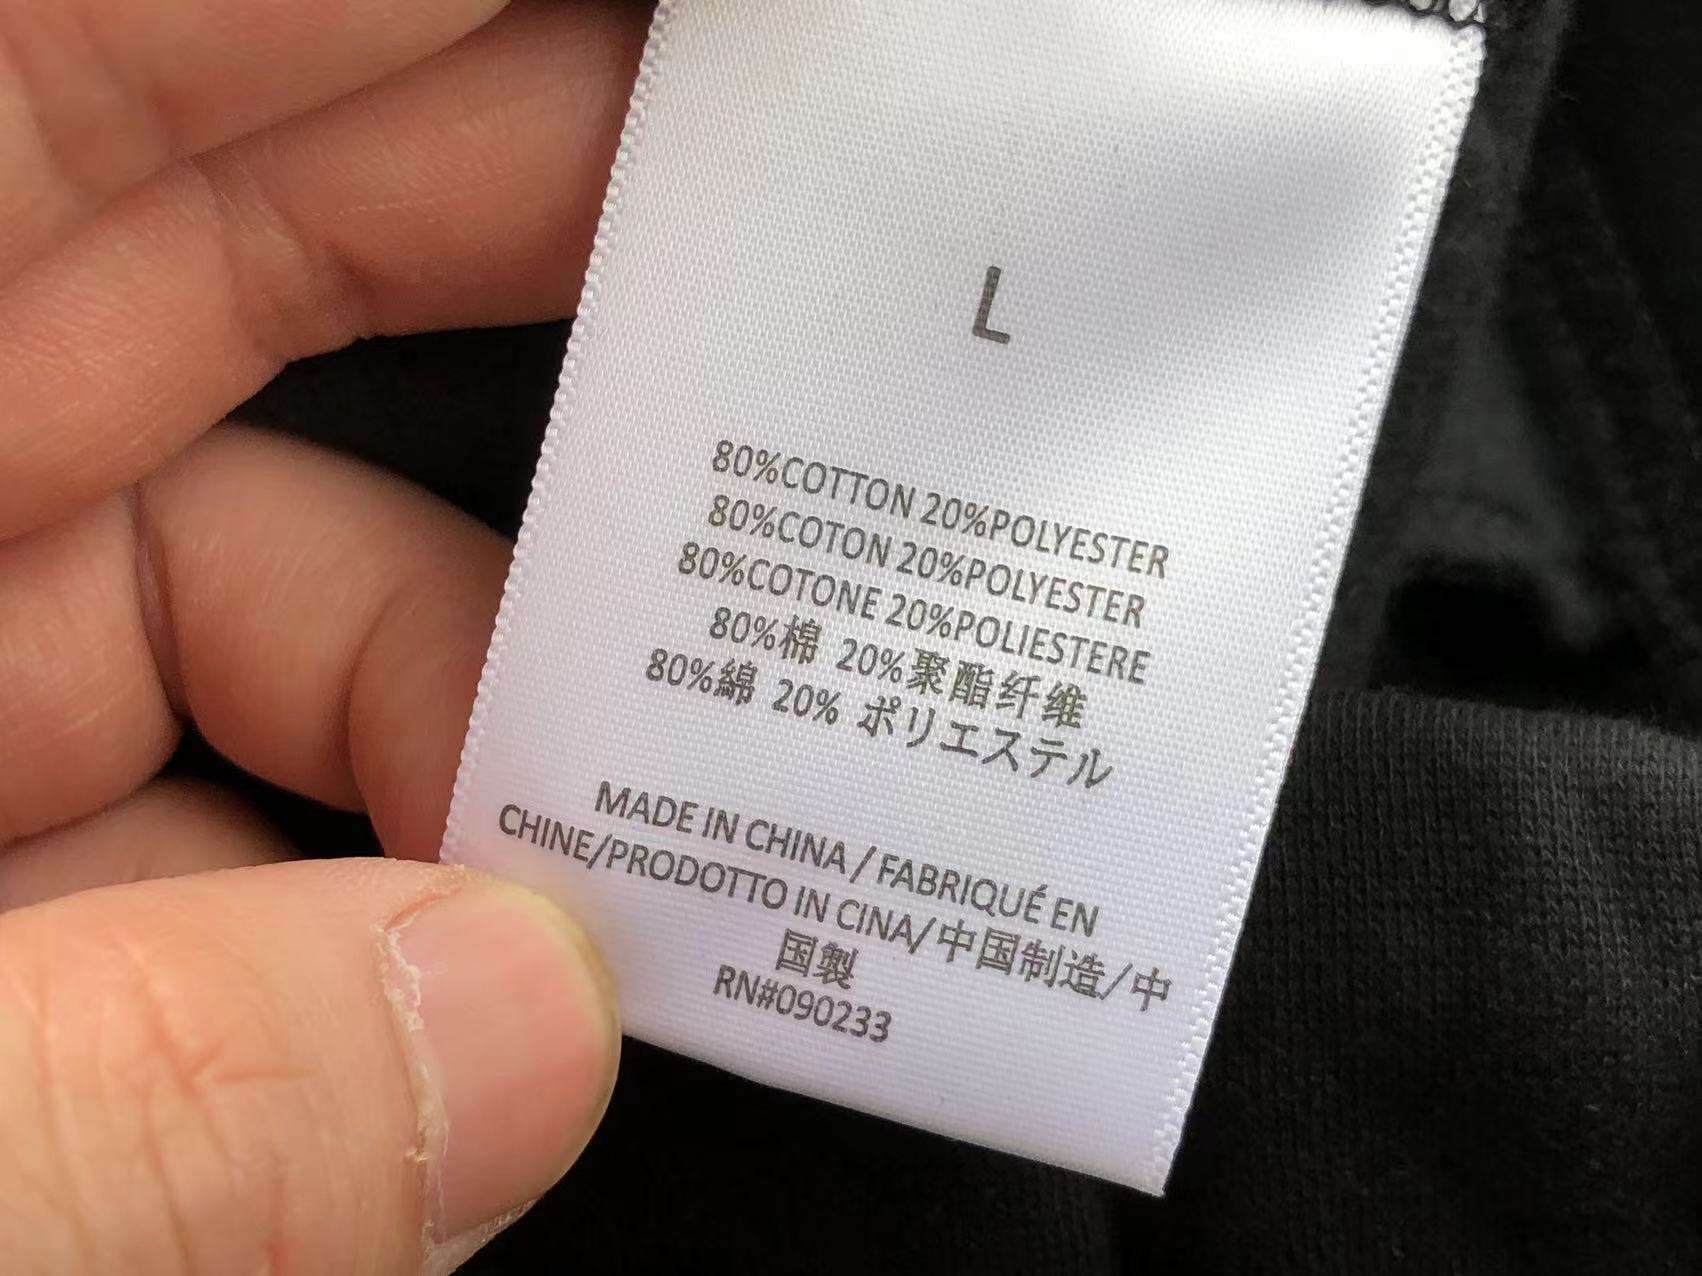 L
80%COTTON 20%POLYESTER
80%COTON 20%POLYESTER
80%COTONE 20%POLIESTERE
80%棉 20%聚酯纤维
80%綿 20% ポリエステル
MADE IN CHINA / FABRIQUÉ EN
CHINE/PRODOTTO IN CINA/中国制造/中
国製
RN#090233